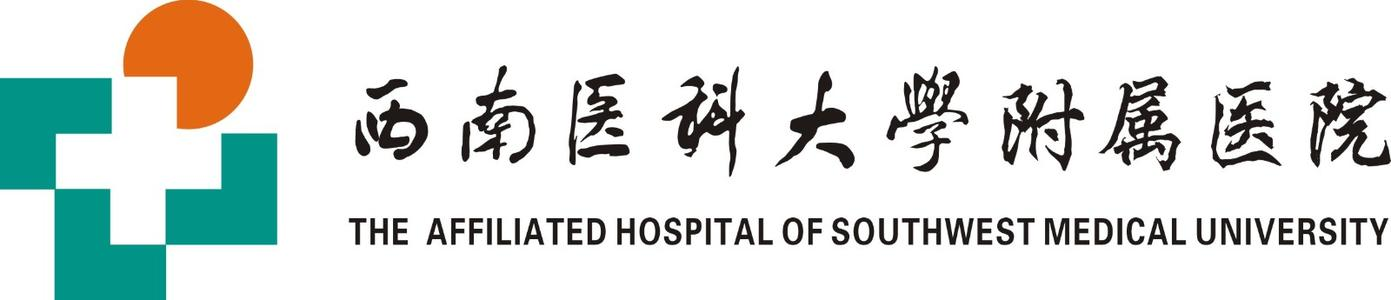 西南医科大學附属医院
THE AFFILIATED HOSPITAL OF SOUTHWEST MEDICAL UNIVERSITY